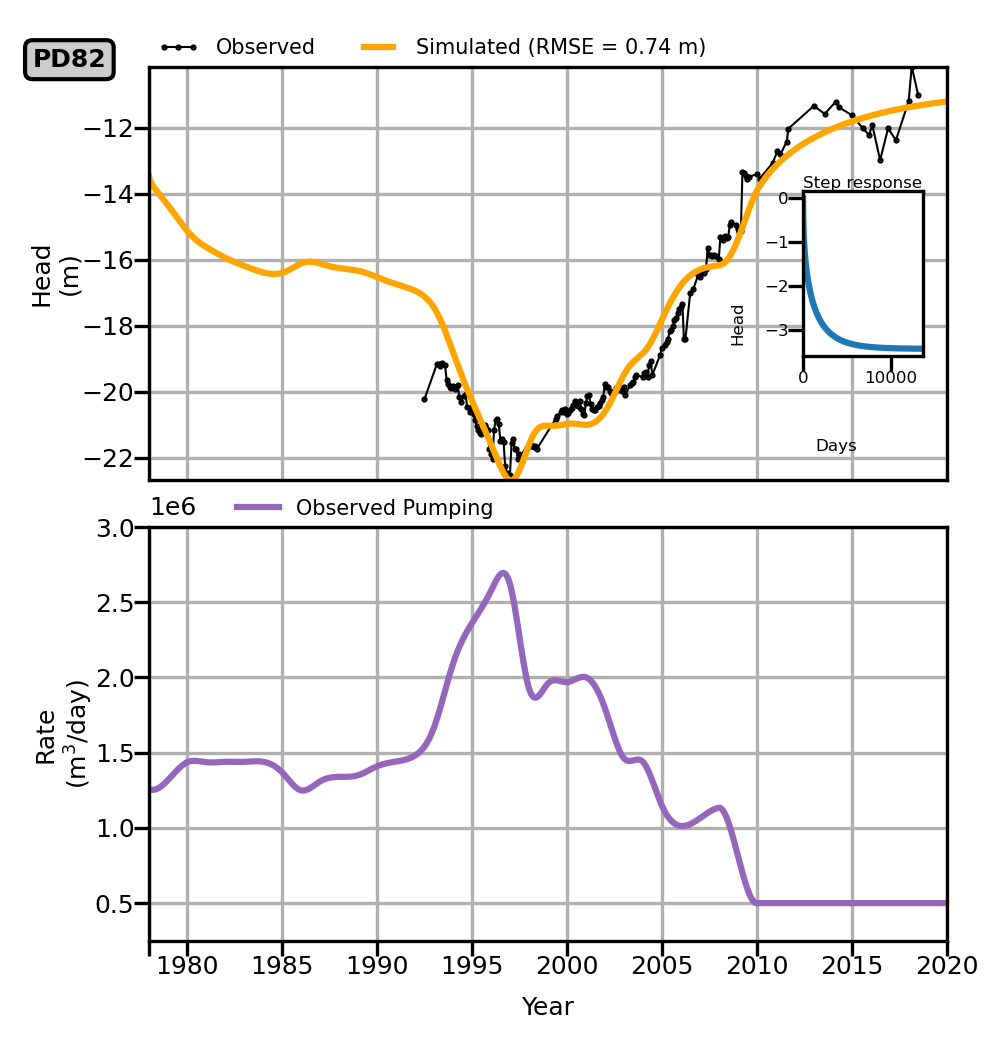 PD82
Observed
Simulated (RMSE = 0.74 m)
−12
−14
−16
−18
−20
−22
Head
(m)
Step response
0
−1
−2
−3
Head
0
10000
Days
1e6
Observed Pumping
3.0
2.5
2.0
1.5
1.0
0.5
Rate
(m³/day)
1980 1985 1990 1995 2000 2005 2010 2015 2020
Year